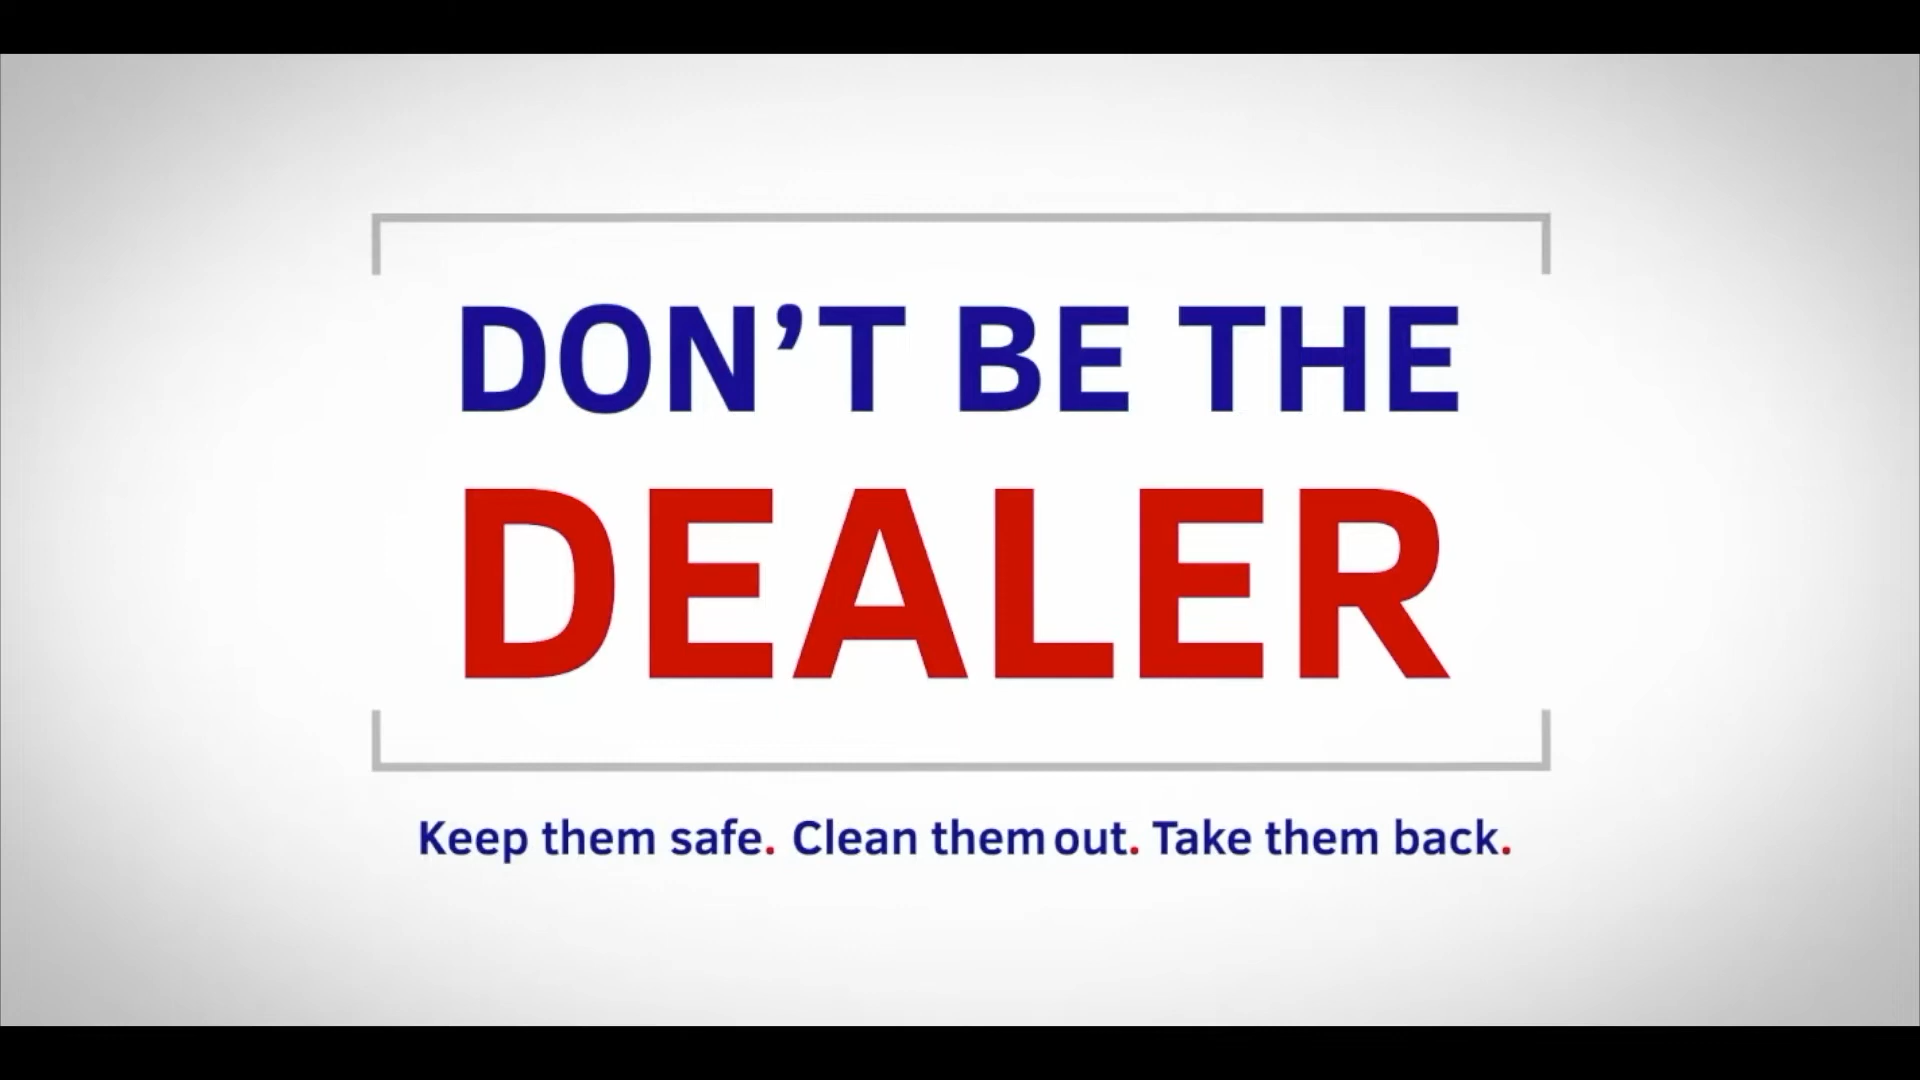 DON’T BE THE
DEALER
Keep them safe. Clean them out. Take them back.